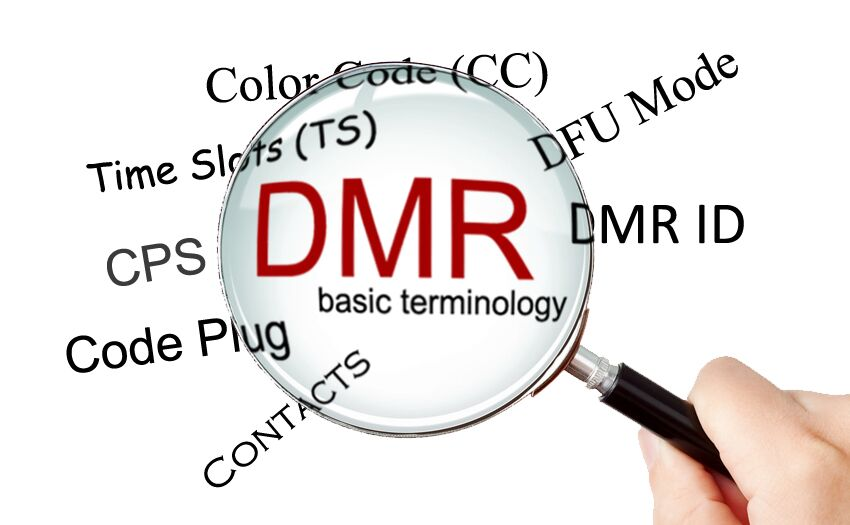 Color Code (CC)
DFU Mode
Time Slots (TS)
DMR
DMR ID
CPS
basic terminology
Code Plug
CONTACTS